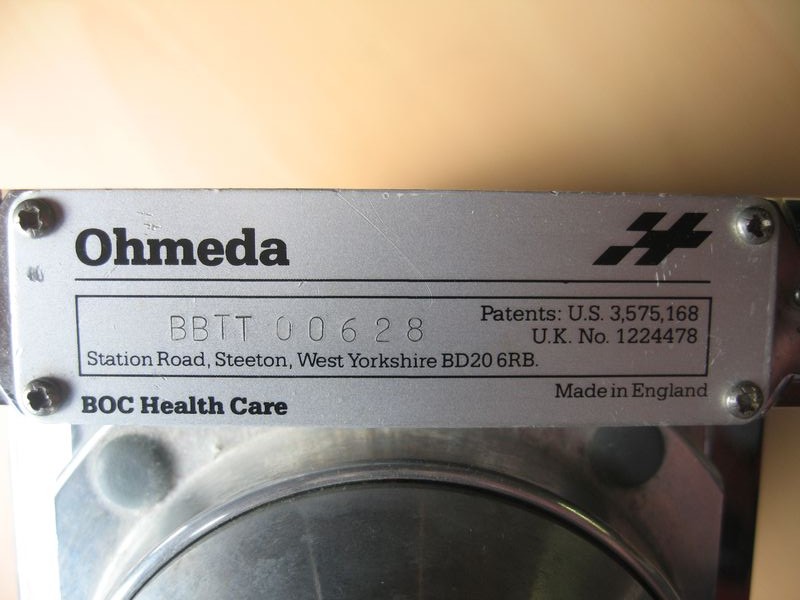 Ohmeda
BBTT 00628
Patents: U.S. 3,575,168
U.K. No. 1224478
Station Road, Steeton, West Yorkshire BD20 6RB.
BOC Health Care
Made in England